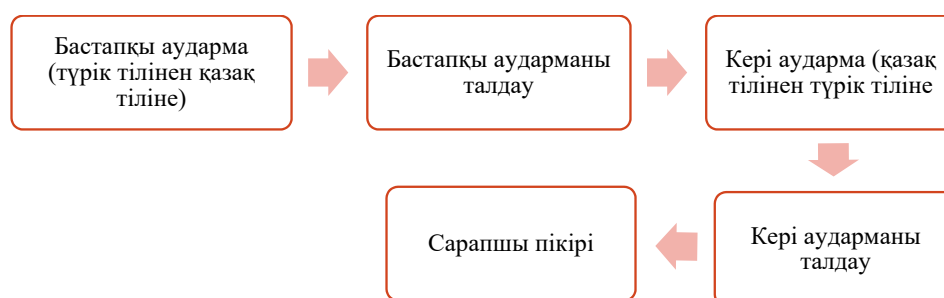 Бастапқы аударма
(түрік тілінен қазақ
тіліне)
Бастапқы аударманы
талдау
Кері аударма (қазақ
тілінен түрік тіліне
Кері аударманы
талдау
Сарапшы пікірі